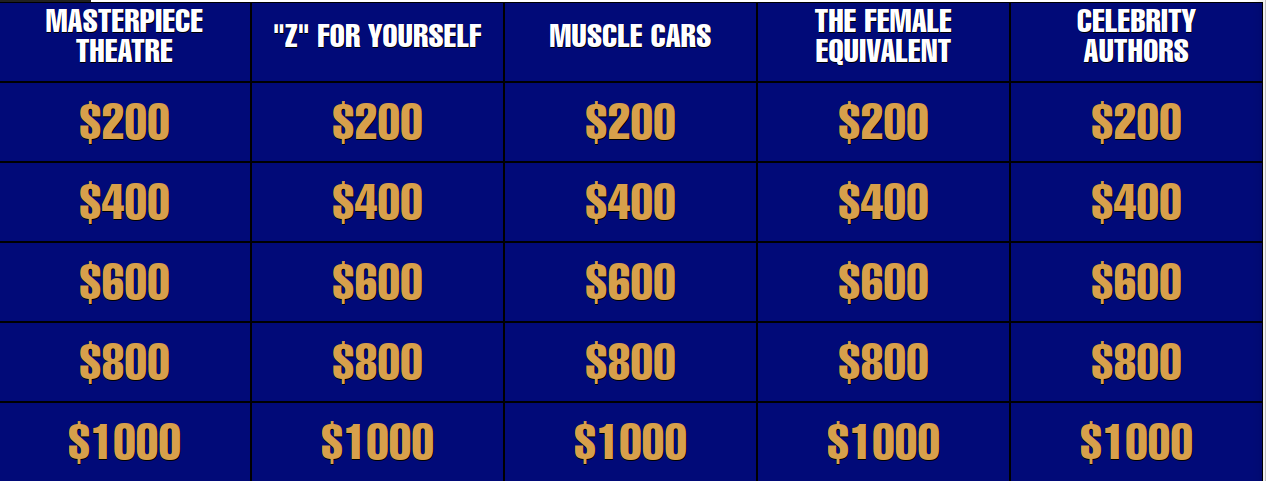 MASTERPIECE THEATRE
"Z" FOR YOURSELF
MUSCLE CARS
THE FEMALE EQUIVALENT
CELEBRITY AUTHORS
$200 $200 $200 $200 $200
$400 $400 $400 $400 $400
$600 $600 $600 $600 $600
$800 $800 $800 $800 $800
$1000 $1000 $1000 $1000 $1000